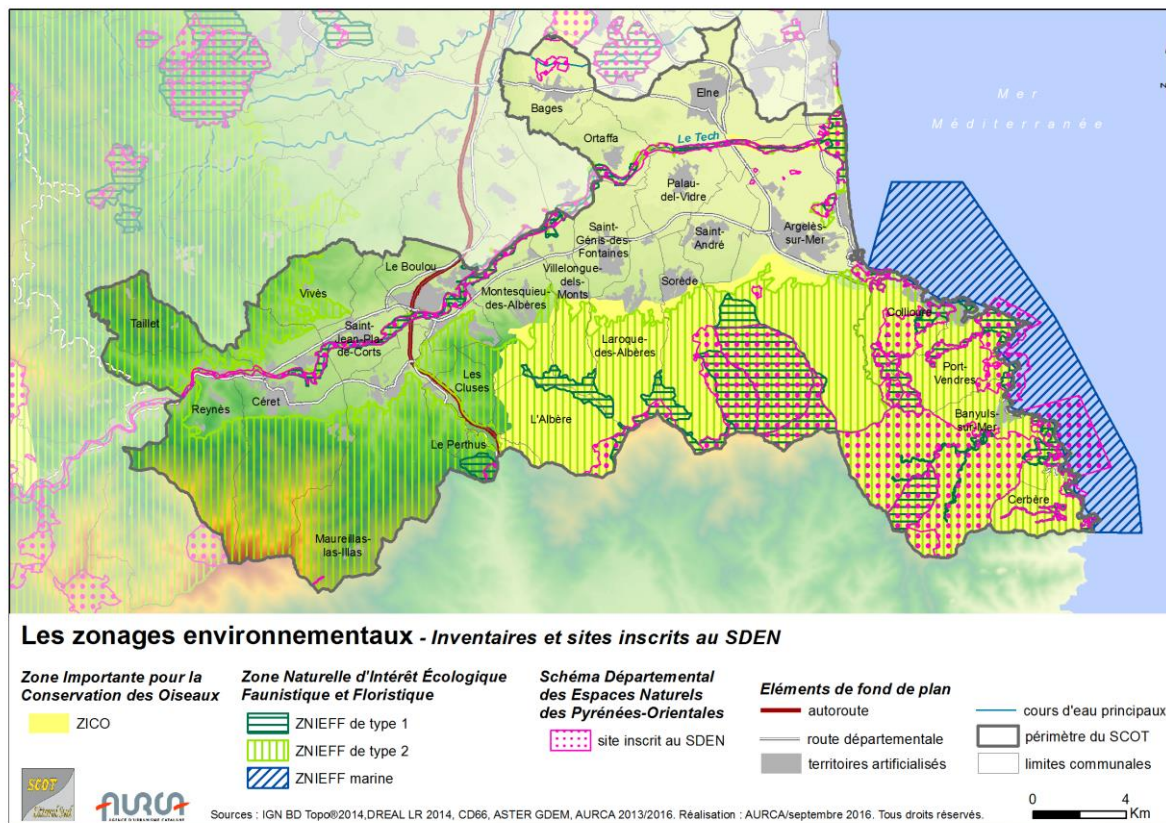 Mer
Méditerranée
z
Elne
Bages
Ortaffa
Le Tech
Palau-
del-Vidre
Saint-
Génis-des-
Fontaines
Saint-
André
Argelès-
sur-Mer
Le Boulou
Villelongue-
dels-
Monts
Montesquieu-
des-Albères
Sorède
Vivès
Taillet
Saint-
Jean-Pla-
de-Corts
Collioure
Laroque-
des-Albères
Port-
Vendres
Les
Cluses
Reynès
Céret
L'Albère
Banyuls-
sur-Mer
Le Perthus
Cerbère
Maureillas-
las-Illas
Les zonages environnementaux - Inventaires et sites inscrits au SDEN
Zone Importante pour la
Conservation des Oiseaux
ZICO
Zone Naturelle d'Intérêt Écologique
Faunistique et Floristique
ZNIEFF de type 1
ZNIEFF de type 2
ZNIEFF marine
Schéma Départemental
des Espaces Naturels
des Pyrénées-Orientales
site inscrit au SDEN
Eléments de fond de plan
autoroute
route départementale
territoires artificialisés
cours d'eau principaux
périmètre du SCOT
limites communales
SCOT
Littoral Sud
AURCA
AGENCE D'URBANISME CATALANE
Sources : IGN BD Topo®2014,DREAL LR 2014, CD66, ASTER GDEM, AURCA 2013/2016. Réalisation : AURCA/septembre 2016. Tous droits réservés.
0 4
Km